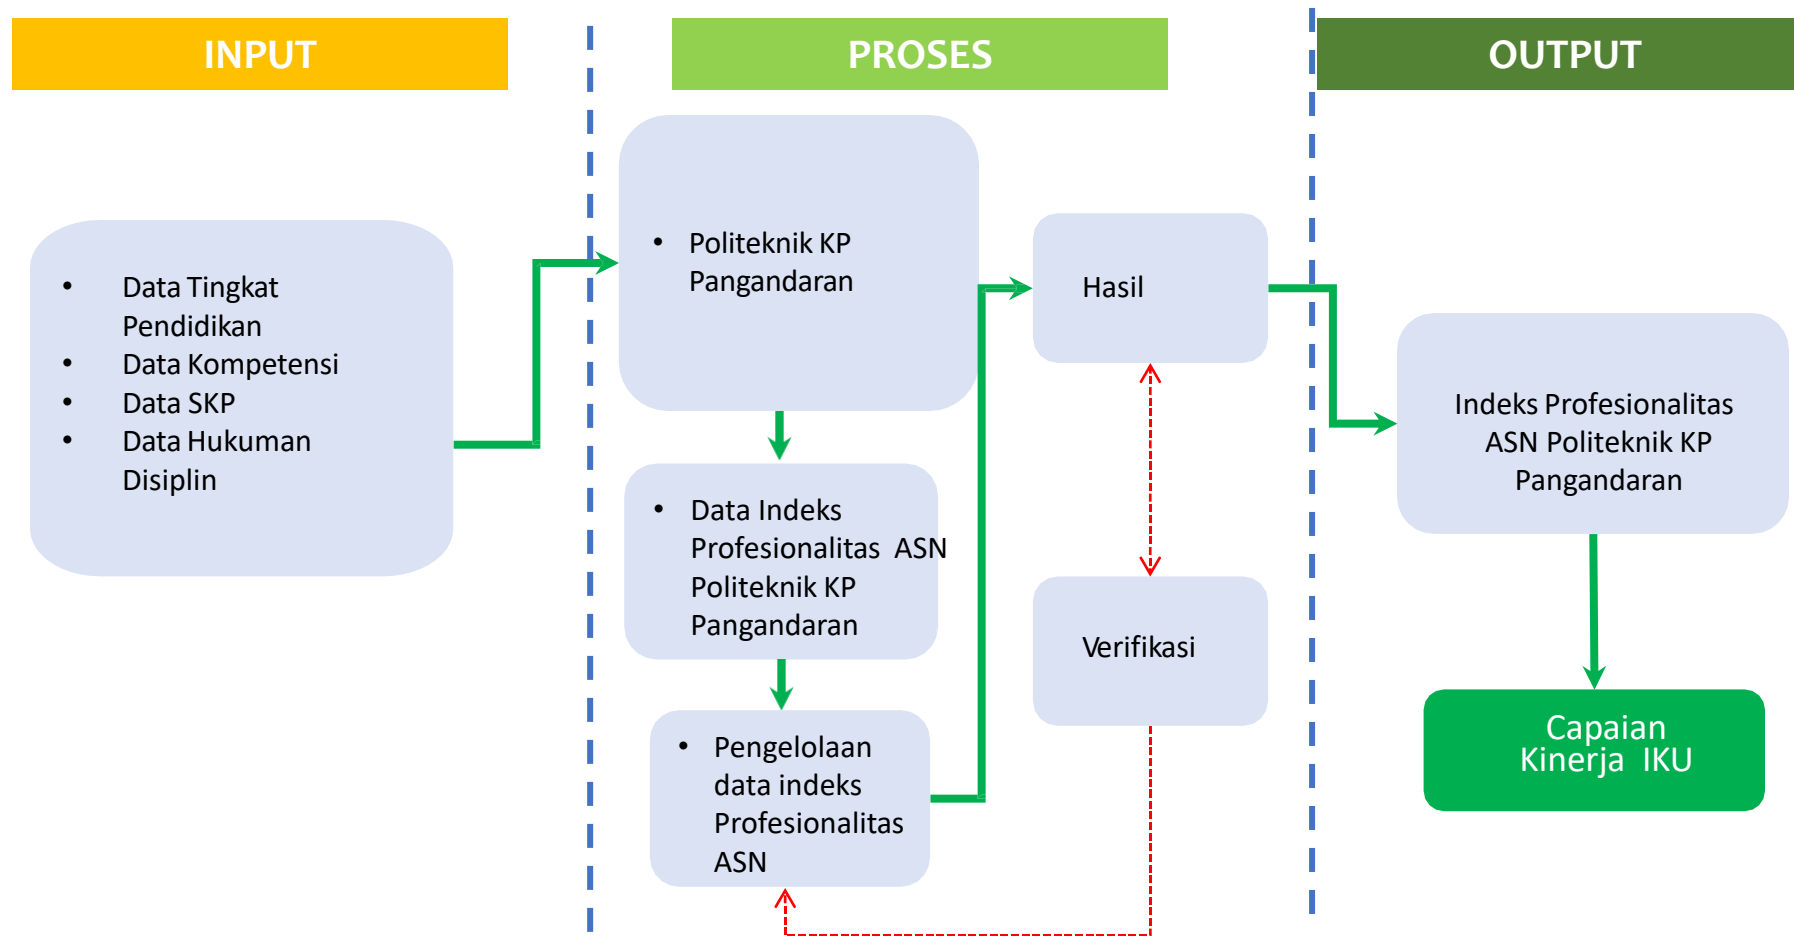 INPUT
PROSES
OUTPUT
• Data Tingkat
Pendidikan
• Data Kompetensi
• Data SKP
• Data Hukuman
Disiplin
• Politeknik KP
Pangandaran
• Data Indeks
Profesionalitas ASN
Politeknik KP
Pangandaran
• Pengelolaan
data indeks
Profesionalitas
ASN
Hasil
Verifikasi
Indeks Profesionalitas
ASN Politeknik KP
Pangandaran
Capaian
Kinerja IKU